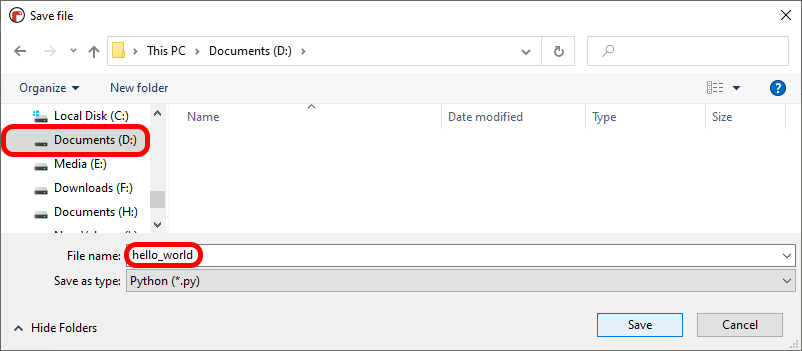 Save file
This PC > Documents (D:) >
Organize New folder
Local Disk (C:)
Documents (D:)
Media (E:)
Downloads (F:)
Documents (H:)
Name Date modified Type Size
File name: hello_world
Save as type: Python (*.py)
Hide Folders Save Cancel